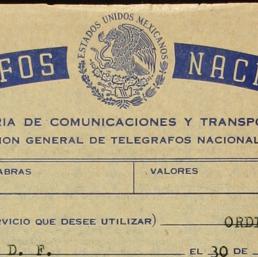 ESTADOS UNIDOS MEXICANOS
FOS NAC
RIA DE COMUNICACIONES Y TRANSPO
ION GENERAL DE TELEGRAFOS NACIONAL
ABRAS VALORES
RVICIO QUE DESEE UTILIZAR) ORDI
D. F. EL 30 DE